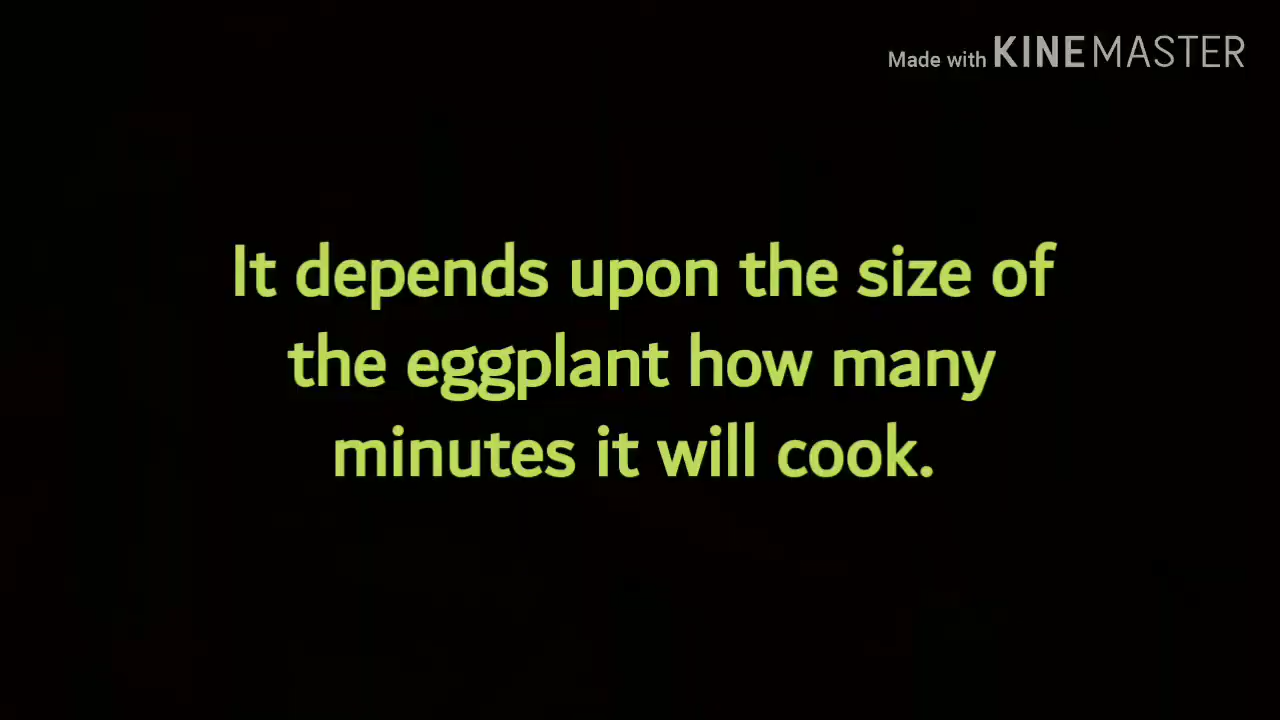 Made with KINEMASTER
It depends upon the size of
the eggplant how many
minutes it will cook.